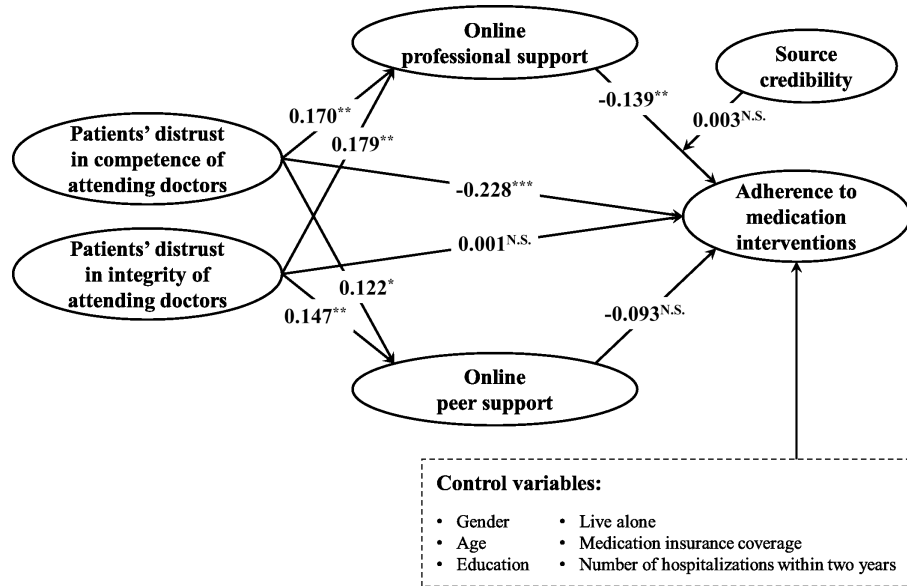 Online
professional support
Source
credibility
-0.139**
0.003N.S.
0.170**
0.179**
Patients’ distrust
in competence of
attending doctors
-0.228***
Adherence to
medication
interventions
0.001N.S.
Patients’ distrust
in integrity of
attending doctors
0.122*
0.147**
-0.093N.S.
Online
peer support
Control variables:
• Gender • Live alone
• Age • Medication insurance coverage
• Education • Number of hospitalizations within two years